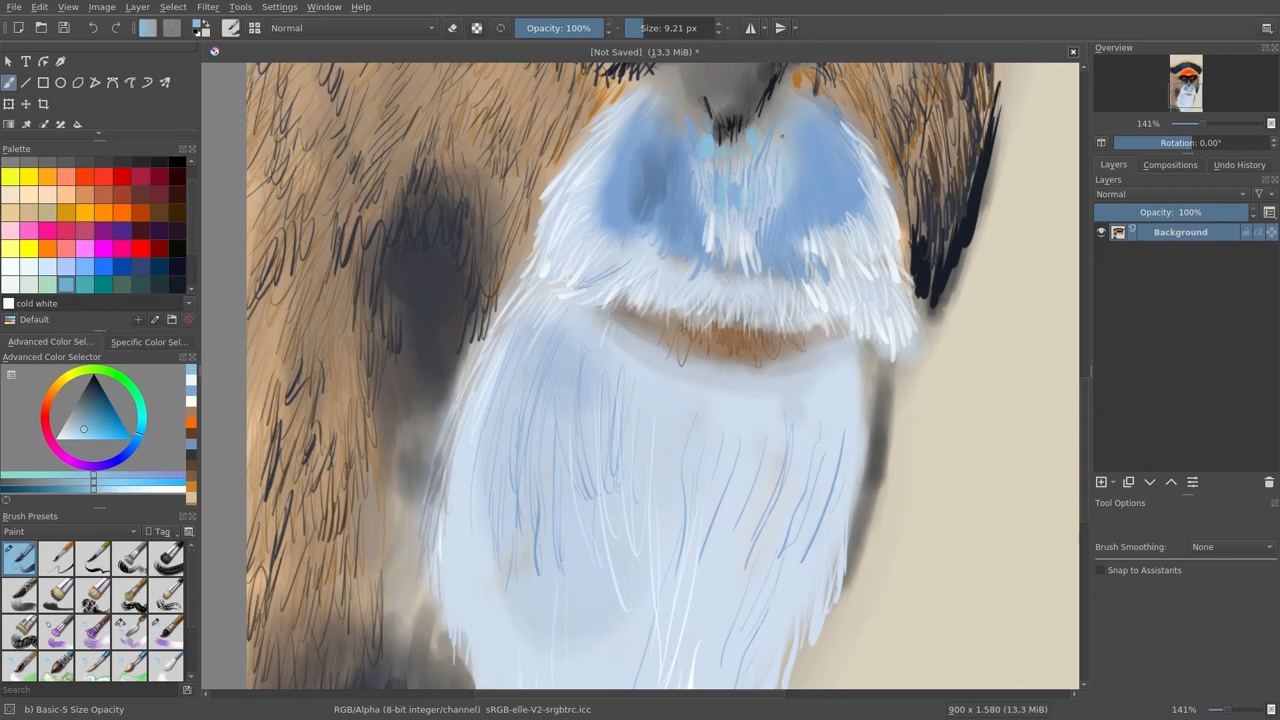 File Edit View Image Layer Select Filter Tools Settings Window Help
Normal Opacity: 100% Size: 9,21 px
[Not Saved] (13,3 MiB) *
Overview
141%
Rotation: 0,00°
Layers Compositions Undo History
Layers
Normal
Opacity: 100%
Background
Tool Options
Brush Smoothing: None
Snap to Assistants
Palette
cold white
Default
Advanced Color Sel... Specific Color Sel...
Advanced Color Selector
Brush Presets
Paint Tag
Search
b) Basic-5 Size Opacity RGB/Alpha (8-bit integer/channel) sRGB-elle-V2-srgbtrc.icc 900 x 1.580 (13,3 MiB) 141%